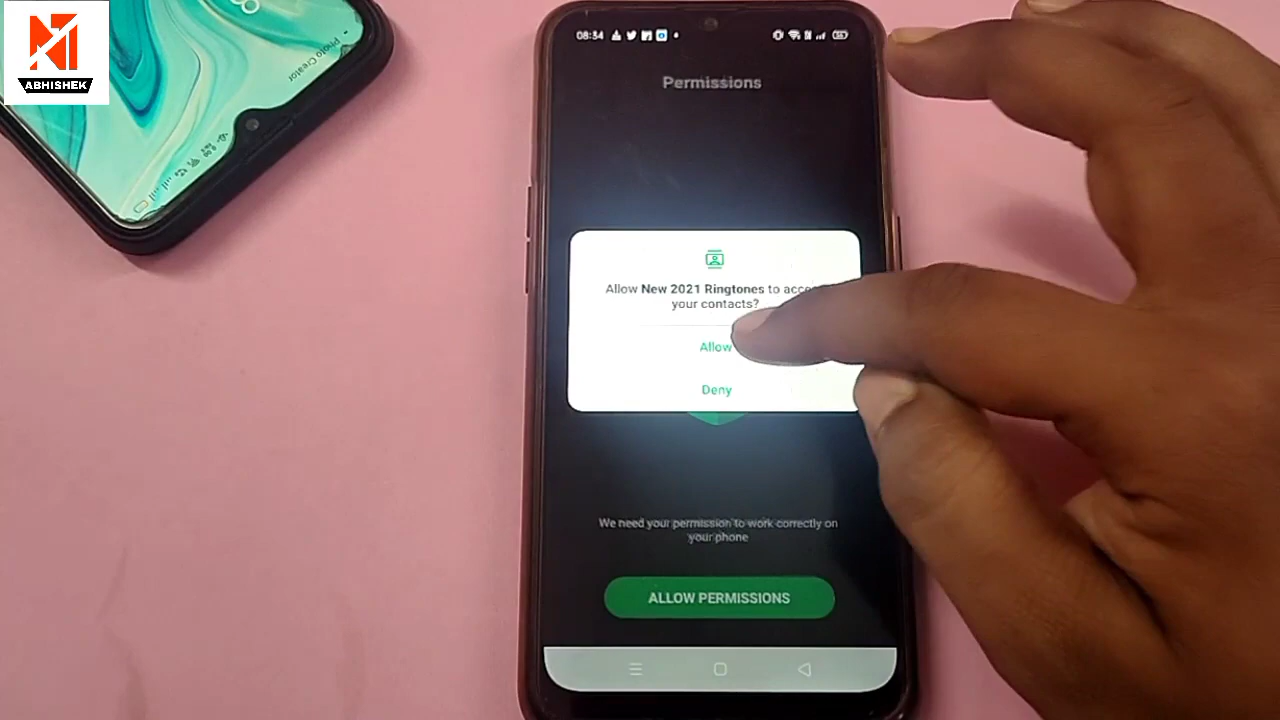 ABHISHEK
Photo Creator
08:34
Permissions
Allow New 2021 Ringtones to
your contacts?
Allow
Deny
We need your permission to work correctly on
your phone
ALLOW PERMISSIONS